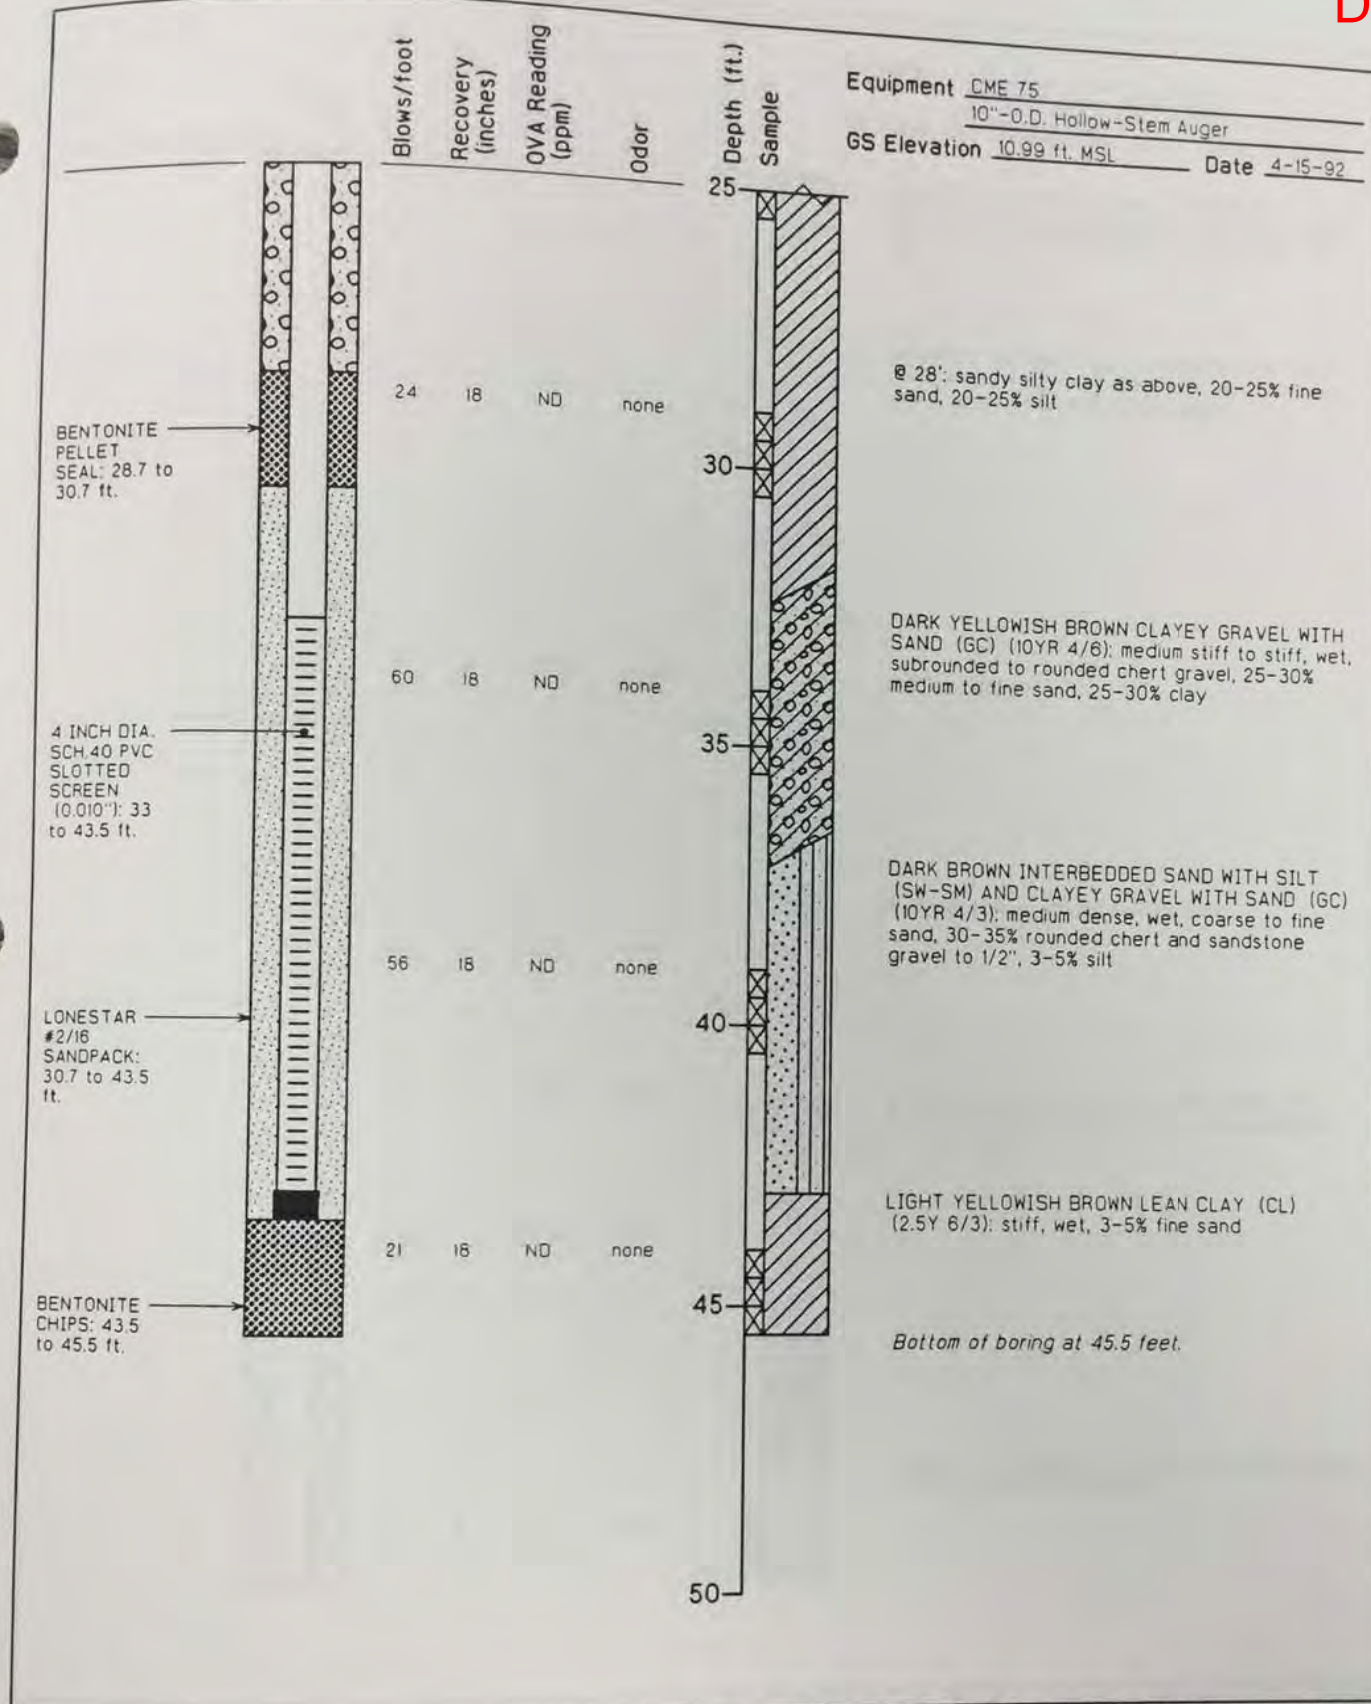 D
Blows/foot
Recovery
(inches)
OVA Reading
(ppm)
Odor
Depth (ft.)
Sample
Equipment CME 75
10"-O.D. Hollow-Stem Auger
GS Elevation 10.99 ft. MSL Date 4-15-92
25
24 18 ND none
@ 28': sandy silty clay as above, 20-25% fine
sand, 20-25% silt
BENTONITE
PELLET
SEAL: 28.7 to
30.7 ft.
30
DARK YELLOWISH BROWN CLAYEY GRAVEL WITH
SAND (GC) (10YR 4/6): medium stiff to stiff, wet,
subrounded to rounded chert gravel, 25-30%
medium to fine sand, 25-30% clay
60 18 ND none
4 INCH DIA.
SCH.40 PVC
SLOTTED
SCREEN
(0.010"): 33
to 43.5 ft.
35
DARK BROWN INTERBEDDED SAND WITH SILT
(SW-SM) AND CLAYEY GRAVEL WITH SAND (GC)
(10YR 4/3): medium dense, wet, coarse to fine
sand, 30-35% rounded chert and sandstone
gravel to 1/2", 3-5% silt
56 18 ND none
LONESTAR
#2/16
SANDPACK:
30.7 to 43.5
ft.
40
LIGHT YELLOWISH BROWN LEAN CLAY (CL)
(2.5Y 6/3): stiff, wet, 3-5% fine sand
21 18 ND none
BENTONITE
CHIPS: 43.5
to 45.5 ft.
45
Bottom of boring at 45.5 feet.
50